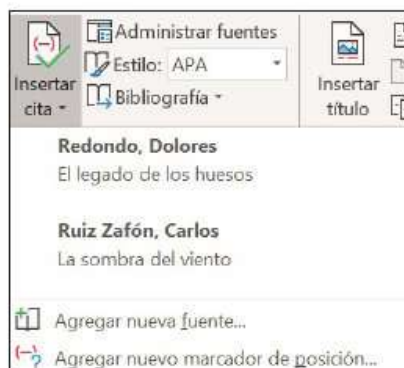 Administrar fuentes
Estilo: APA
Bibliografía
Insertar
cita
Insertar
título
Redondo, Dolores
El legado de los huesos
Ruiz Zafón, Carlos
La sombra del viento
Agregar nueva fuente...
Agregar nuevo marcador de posición...